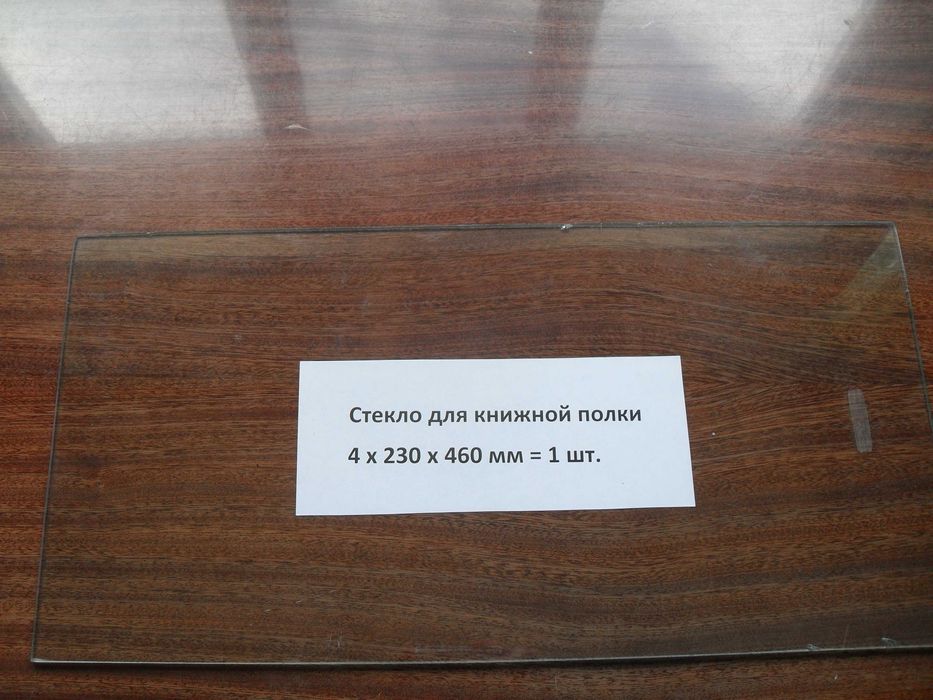 Стекло для книжной полки
4 х 230 х 460 мм = 1 шт.